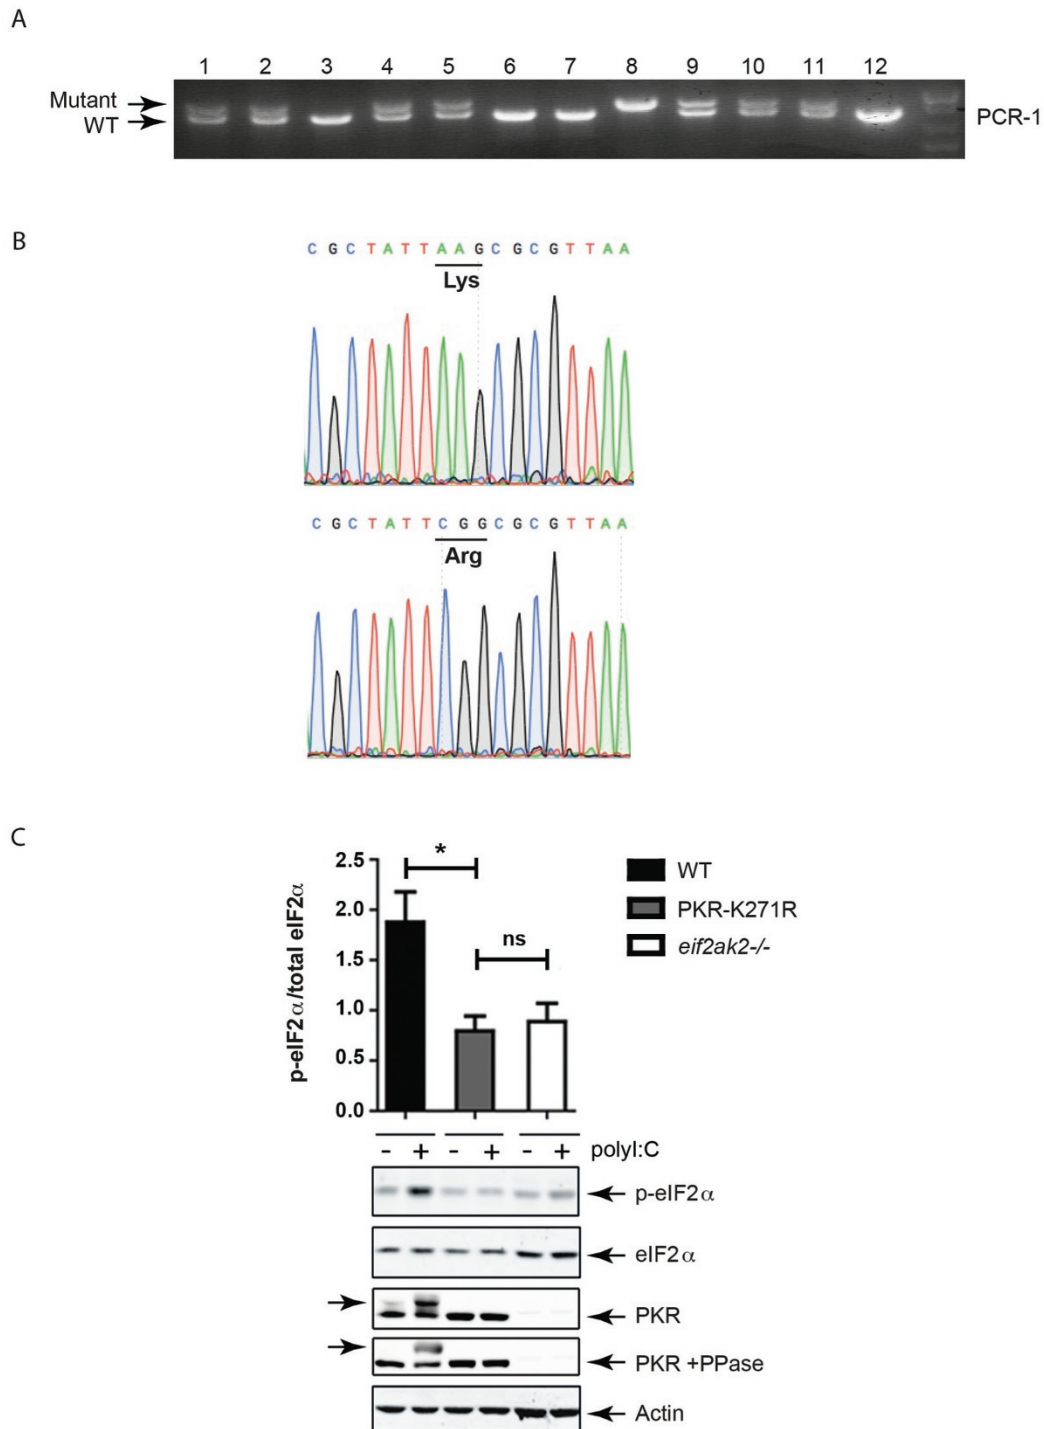 A
1 2 3 4 5 6 7 8 9 10 11 12
Mutant
WT
PCR-1
B
C G C T A T T A A G C G C G T T A A
Lys
C G C T A T T C G G C G C G T T A A
Arg
C
2.5
2.0
1.5
1.0
0.5
0.0
p-eIF2α/total eIF2α
*
ns
WT
PKR-K271R
eif2ak2-/-
- + - + - + polyI:C
p-eIF2α
eIF2α
PKR
PKR +PPase
Actin